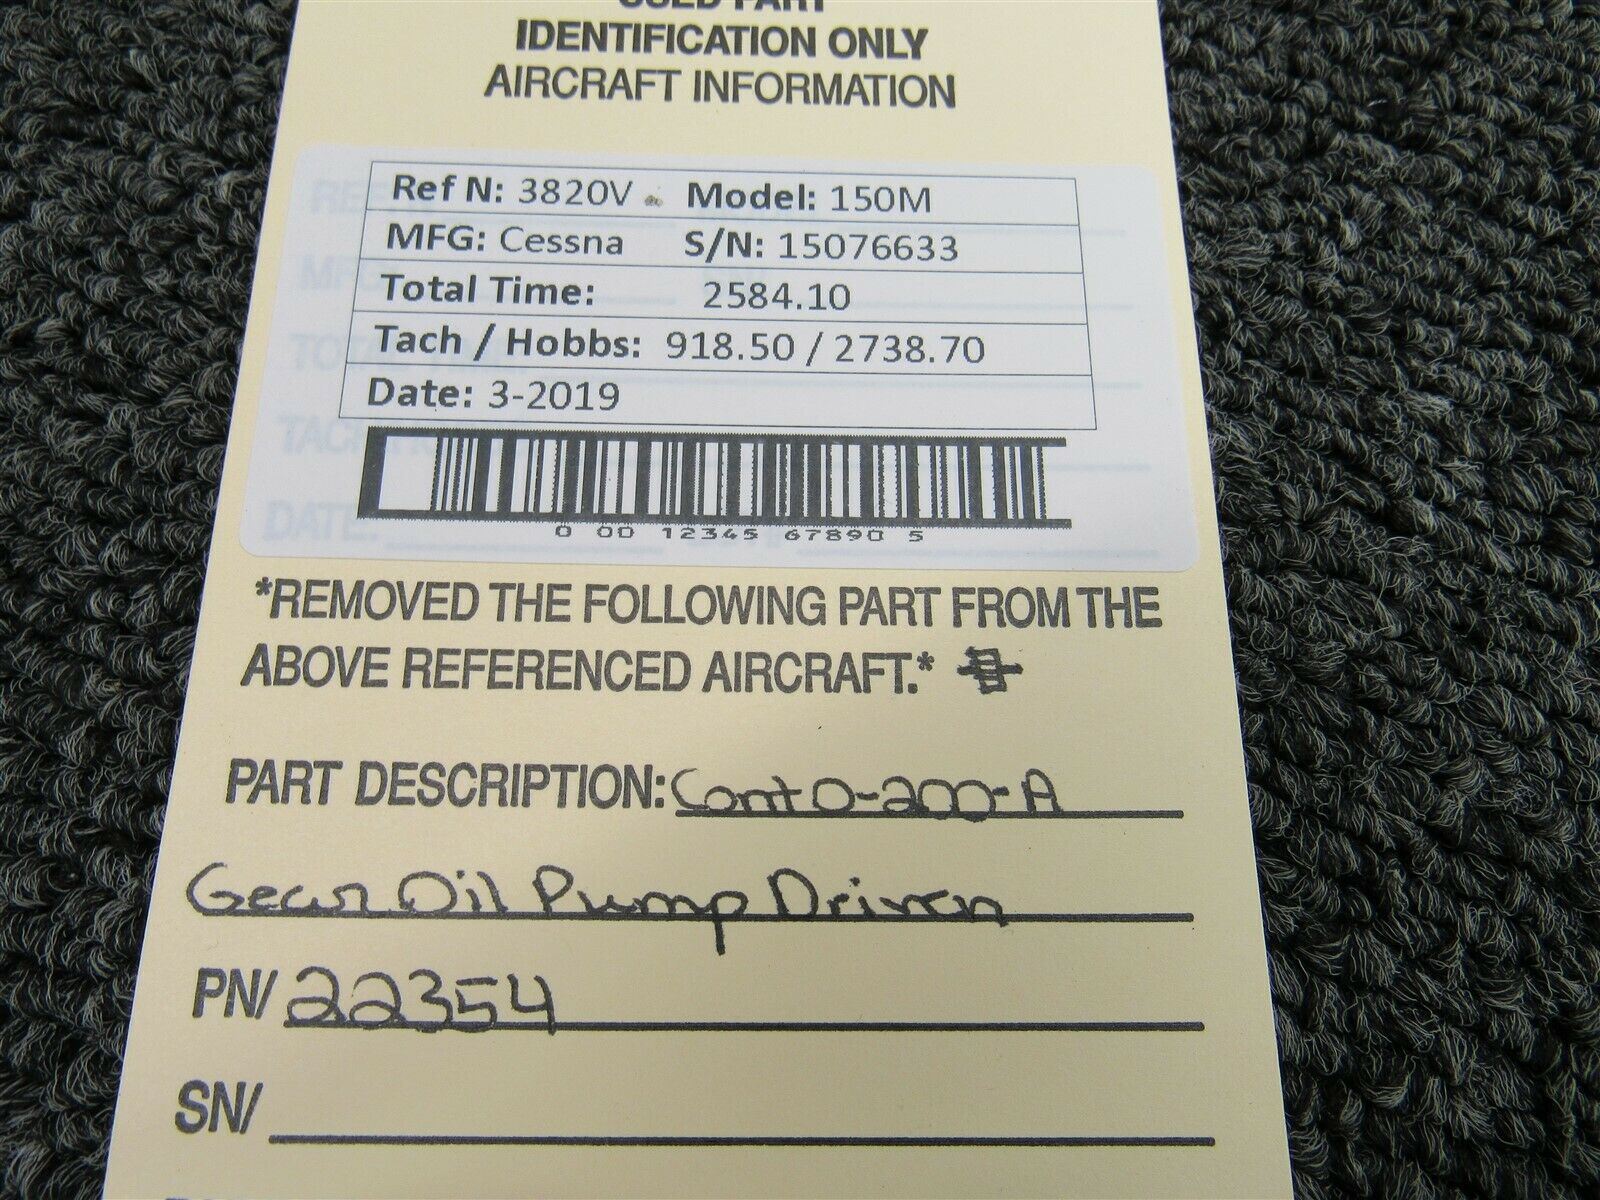 USED PART
IDENTIFICATION ONLY
AIRCRAFT INFORMATION
Ref N: 3820V Model: 150M
MFG: Cessna S/N: 15076633
Total Time: 2584.10
Tach / Hobbs: 918.50 / 2738.70
Date: 3-2019
0 00 12345 67890 5
*REMOVED THE FOLLOWING PART FROM THE
ABOVE REFERENCED AIRCRAFT.*
PART DESCRIPTION: Cont O-200-A
Gear Oil Pump Driven
PN/ 22354
SN/